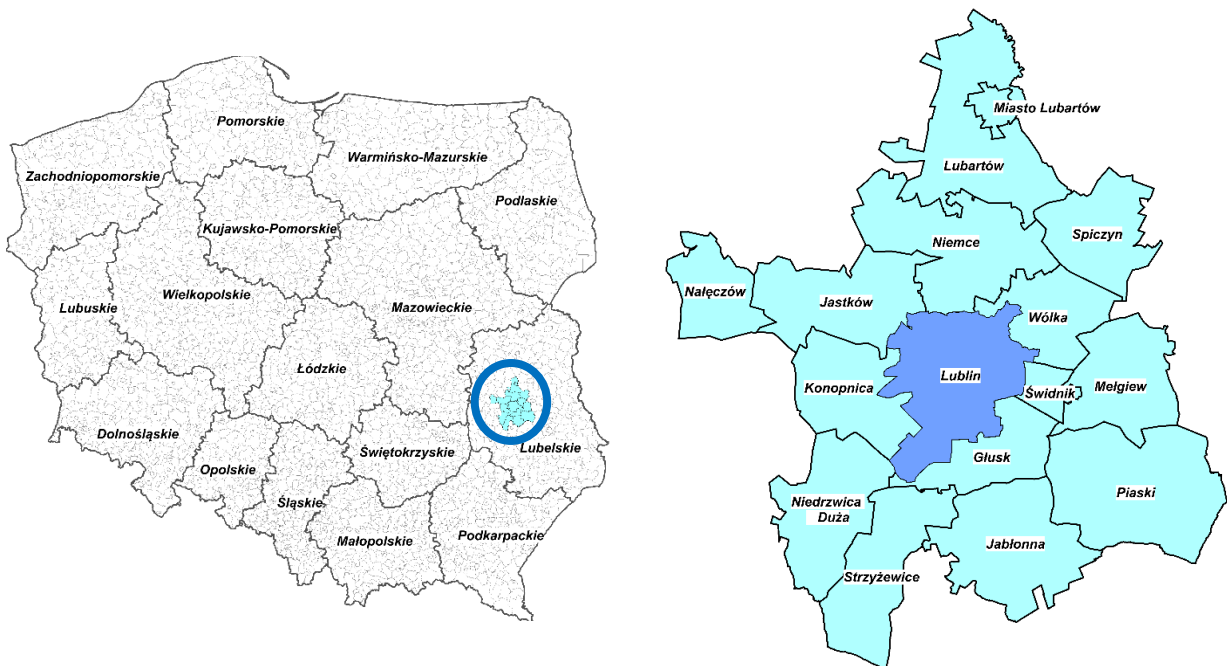 Pomorskie
Warmińsko-Mazurskie
Zachodniopomorskie
Podlaskie
Kujawsko-Pomorskie
Lubuskie
Wielkopolskie
Mazowieckie
Łódzkie
Dolnośląskie
Opolskie
Świętokrzyskie
Lubelskie
Śląskie
Małopolskie
Podkarpackie
Miasto Lubartów
Lubartów
Spiczyn
Niemce
Nałęczów
Jastków
Wólka
Konopnica
Lublin
Świdnik
Mełgiew
Głusk
Piaski
Niedrzwica
Duża
Jabłonna
Strzyżewice